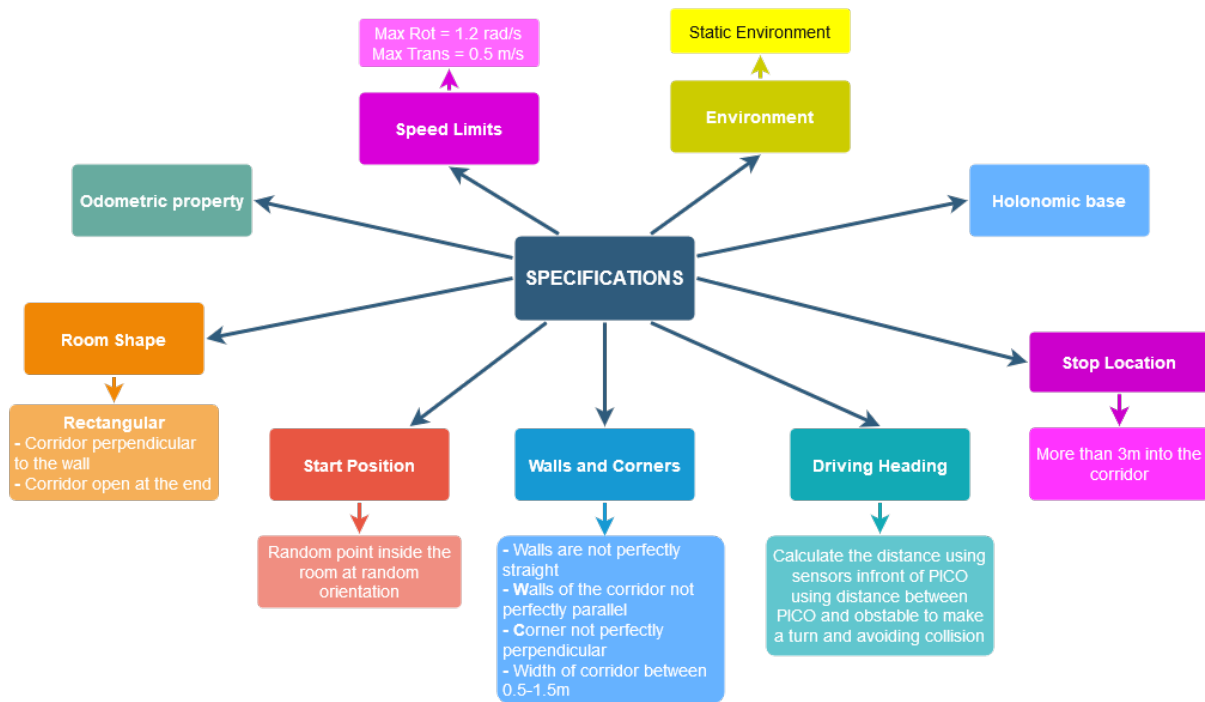 Max Rot = 1.2 rad/s
Max Trans = 0.5 m/s
Static Environment
Speed Limits
Environment
Odometric property
Holonomic base
SPECIFICATIONS
Room Shape
Stop Location
Rectangular
- Corridor perpendicular
to the wall
- Corridor open at the end
Start Position
Walls and Corners
Driving Heading
More than 3m into the
corridor
Random point inside the
room at random
orientation
- Walls are not perfectly
straight
- Walls of the corridor not
perfectly parallel
- Corner not perfectly
perpendicular
- Width of corridor between
0.5-1.5m
Calculate the distance using
sensors infront of PICO
using distance between
PICO and obstable to make
a turn and avoiding collision